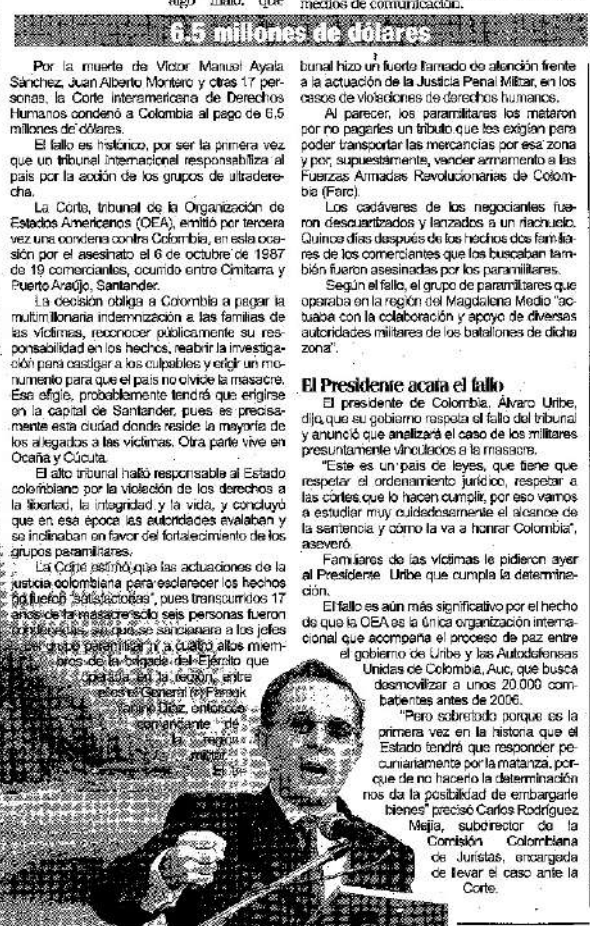 algo malo, que
medios de comunicación.
6.5 millones de dólares
Por la muerte de Víctor Manuel Ayala
Sánchez, Juan Alberto Montero y otras 17 per-
sonas, la Corte interamericana de Derechos
Humanos condenó a Colombia al pago de 6,5
millones de dólares.
El fallo es histórico, por ser la primera vez
que un tribunal internacional responsabiliza al
país por la acción de los grupos de ultradere-
cha.
La Corte, tribunal de la Organización de
Estados Americanos (OEA), emitió por tercera
vez una condena contra Colombia, en esta oca-
sión por el asesinato el 6 de octubre de 1987
de 19 comerciantes, ocurrido entre Cimitarra y
Puerto Araújo, Santander.
La decisión obliga a Colombia a pagar la
multimillonaria indemnización a las familias de
las víctimas, reconocer públicamente su res-
ponsabilidad en los hechos, reabrir la investiga-
ción para castigar a los culpables y erigir un mo-
numento para que el país no olvide la masacre.
Esa efigie, probablemente tendrá que erigirse
en la capital de Santander, pues es precisa-
mente esta ciudad donde reside la mayoría de
los allegados a las víctimas. Otra parte vive en
Ocaña y Cúcuta.
El alto tribunal halló responsable al Estado
colombiano por la violación de los derechos a
la libertad, la integridad y la vida, y concluyó
que en esa época las autoridades avalaban y
se inclinaban en favor del fortalecimiento de los
grupos paramilitares.
La Corte estimó que las actuaciones de la
justicia colombiana para esclarecer los hechos
no fueron "satisfactorias", pues transcurridos 17
años de la masacre sólo seis personas fueron
condenadas, sin que se sancionara a los jefes
del grupo paramilitar ni a cuatro altos miem-
bros de la brigada del Ejército que
operaba en la región, entre
ellos el General (r) Farouk
Yanine Díaz, entonces
comandante de
la región
militar.
bunal hizo un fuerte llamado de atención frente
a la actuación de la Justicia Penal Militar, en los
casos de violaciones de derechos humanos.
Al parecer, los paramilitares los mataron
por no pagarles un tributo que les exigían para
poder transportar las mercancías por esa zona
y por, supuestamente, vender armamento a las
Fuerzas Armadas Revolucionarias de Colom-
bia (Farc).
Los cadáveres de los negociantes fue-
ron descuartizados y lanzados a un riachuelo.
Quince días después de los hechos dos familia-
res de los comerciantes que los buscaban tam-
bién fueron asesinadas por los paramilitares.
Según el fallo, el grupo de paramilitares que
operaba en la región del Magdalena Medio "ac-
tuaba con la colaboración y apoyo de diversas
autoridades militares de los batallones de dicha
zona".
El Presidente acata el fallo
El presidente de Colombia, Álvaro Uribe,
dijo que su gobierno respeta el fallo del tribunal
y anunció que analizará el caso de los militares
presuntamente vinculados a la masacre.
"Este es un país de leyes, que tiene que
respetar el ordenamiento jurídico, respetar a
las cortes que lo hacen cumplir, por eso vamos
a estudiar muy cuidadosamente el alcance de
la sentencia y cómo la va a honrar Colombia",
aseveró.
Familiares de las víctimas le pidieron ayer
al Presidente Uribe que cumpla la determina-
ción.
El fallo es aún más significativo por el hecho
de que la OEA es la única organización interna-
cional que acompaña el proceso de paz entre
el gobierno de Uribe y las Autodefensas
Unidas de Colombia, Auc, que busca
desmovilizar a unos 20.000 com-
batientes antes de 2006.
"Pero sobretodo porque es la
primera vez en la historia que el
Estado tendrá que responder pe-
cuniariamente por la matanza, por-
que de no hacerlo la determinación
nos da la posibilidad de embargarle
bienes" precisó Carlos Rodríguez
Mejía, subdirector de la
Comisión Colombiana
de Juristas, encargada
de llevar el caso ante la
Corte.